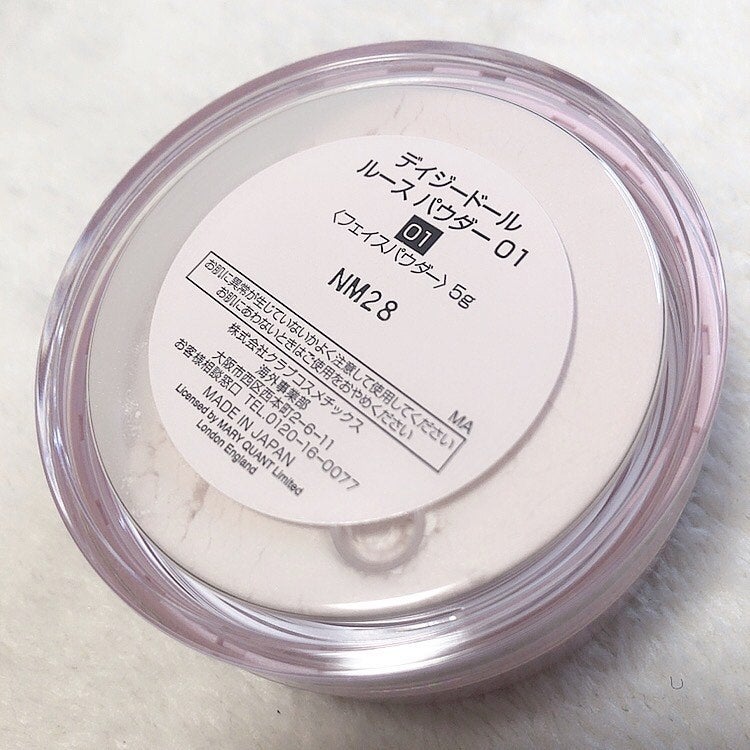 デイジードール
ルース パウダー 01
01
〈フェイスパウダー〉 5g
NM28
MA
お肌に異常が生じていないかよく注意して使用してください
お肌にあわないときはご使用をおやめください
株式会社クラブコスメチックス
海外事業部
大阪市西区西本町2-6-11
お客様相談窓口 TEL0120-16-0077
MADE IN JAPAN
Licensed by MARY QUANT Limited
London England